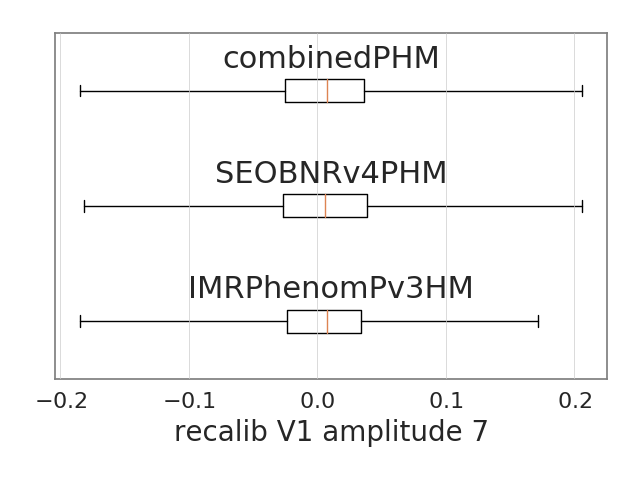 combinedPHM
SEOBNRv4PHM
IMRPhenomPv3HM
−0.2 −0.1 0.0 0.1 0.2
recalib V1 amplitude 7